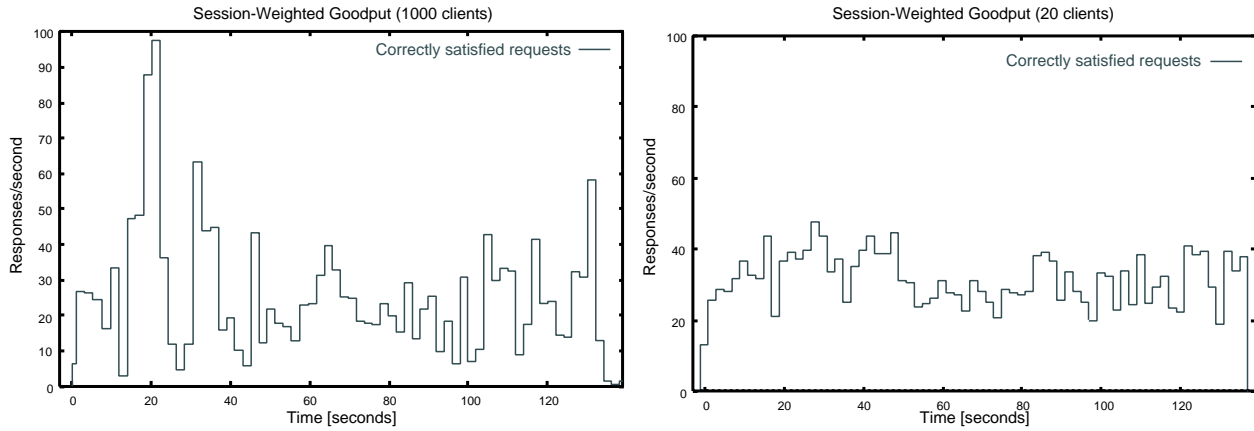 Session-Weighted Goodput (1000 clients)
Correctly satisfied requests
Responses/second
100
90
80
70
60
50
40
30
20
10
0
0 20 40 60 80 100 120
Time [seconds]
Session-Weighted Goodput (20 clients)
Correctly satisfied requests
Responses/second
100
80
60
40
20
0
0 20 40 60 80 100 120
Time [seconds]